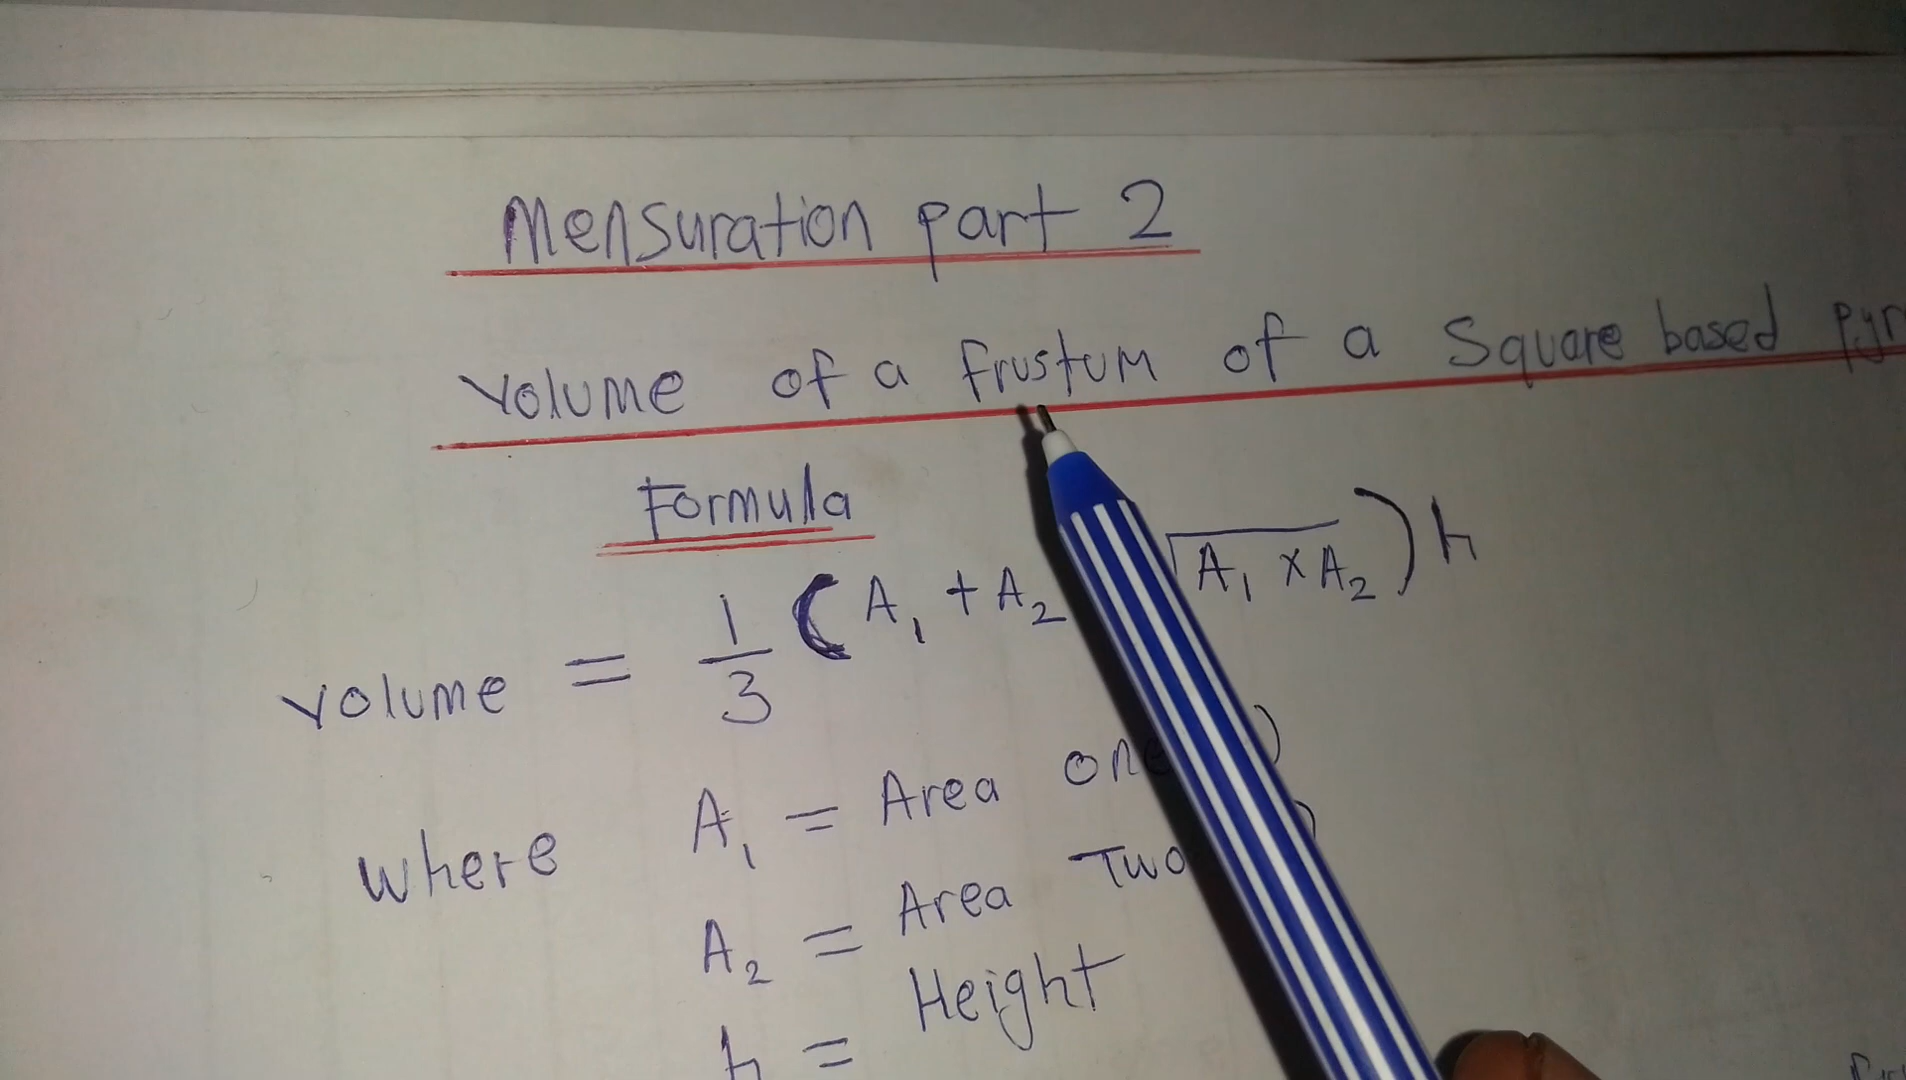 Mensuration part 2
Volume of a frustum of a square based
Formula
volume = 1/3 (A₁ + A₂ √A₁ × A₂) h
where A₁ = Area one)
A₂ = Area Two)
h = Height